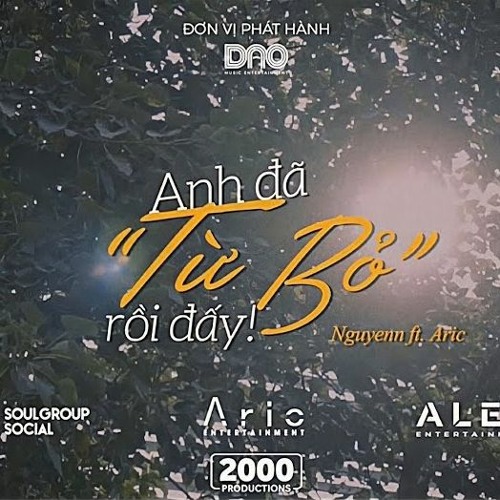 ĐƠN VỊ PHÁT HÀNH
DAO
MUSIC ENTERTAINMENT
Anh đã
“Từ Bỏ”
rồi đấy!
Nguyenn ft. Aric
SOULGROUP
SOCIAL
Aric
ENTERTAINMENT
2000
PRODUCTIONS